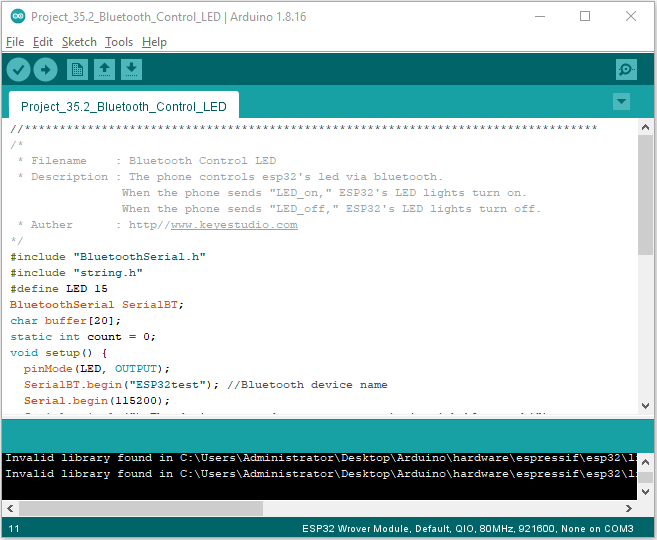 Project_35.2_Bluetooth_Control_LED | Arduino 1.8.16
File Edit Sketch Tools Help
Project_35.2_Bluetooth_Control_LED
//**********************************************************************************
/*
 * Filename    : Bluetooth Control LED
 * Description : The phone controls esp32's led via bluetooth.
                When the phone sends "LED_on," ESP32's LED lights turn on.
                When the phone sends "LED_off," ESP32's LED lights turn off.
 * Auther      : http//www.keyestudio.com
*/
#include "BluetoothSerial.h"
#include "string.h"
#define LED 15
BluetoothSerial SerialBT;
char buffer[20];
static int count = 0;
void setup() {
  pinMode(LED, OUTPUT);
  SerialBT.begin("ESP32test"); //Bluetooth device name
  Serial.begin(115200);
Invalid library found in C:\Users\Administrator\Desktop\Arduino\hardware\espressif\esp32\l
Invalid library found in C:\Users\Administrator\Desktop\Arduino\hardware\espressif\esp32\l
11 ESP32 Wrover Module, Default, QIO, 80MHz, 921600, None on COM3